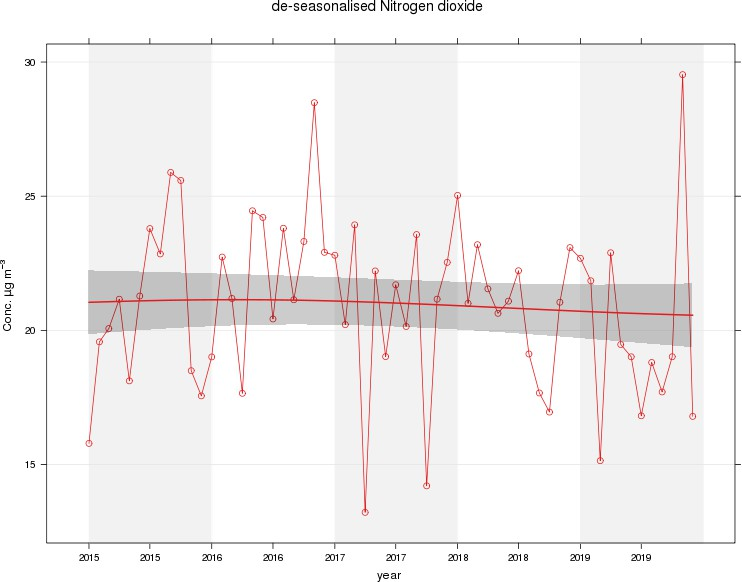 de-seasonalised Nitrogen dioxide
30
25
20
15
Conc. µg m⁻³
2015 2015 2016 2016 2017 2017 2018 2018 2019 2019
year